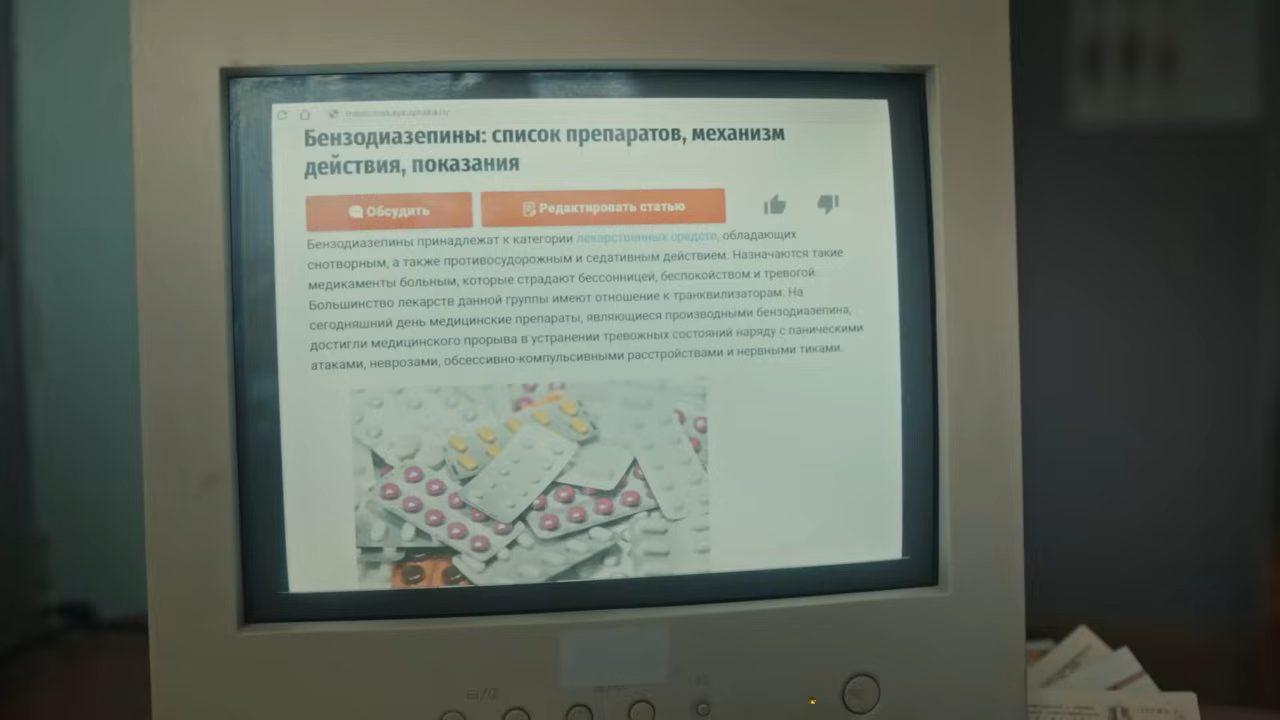 Бензодиазепины: список препаратов, механизм
действия, показания
Обсудить
Редактировать статью
Бензодиазепины принадлежат к категории лекарственных средств, обладающих
снотворным, а также противосудорожным и седативным действием. Назначаются такие
медикаменты больным, которые страдают бессонницей, беспокойством и тревогой.
Большинство лекарств данной группы имеют отношение к транквилизаторам. На
сегодняшний день медицинские препараты, являющиеся производными бензодиазепина,
достигли медицинского прорыва в устранении тревожных состояний наряду с паническими
атаками, неврозами, обсессивно-компульсивными расстройствами и нервными тиками.